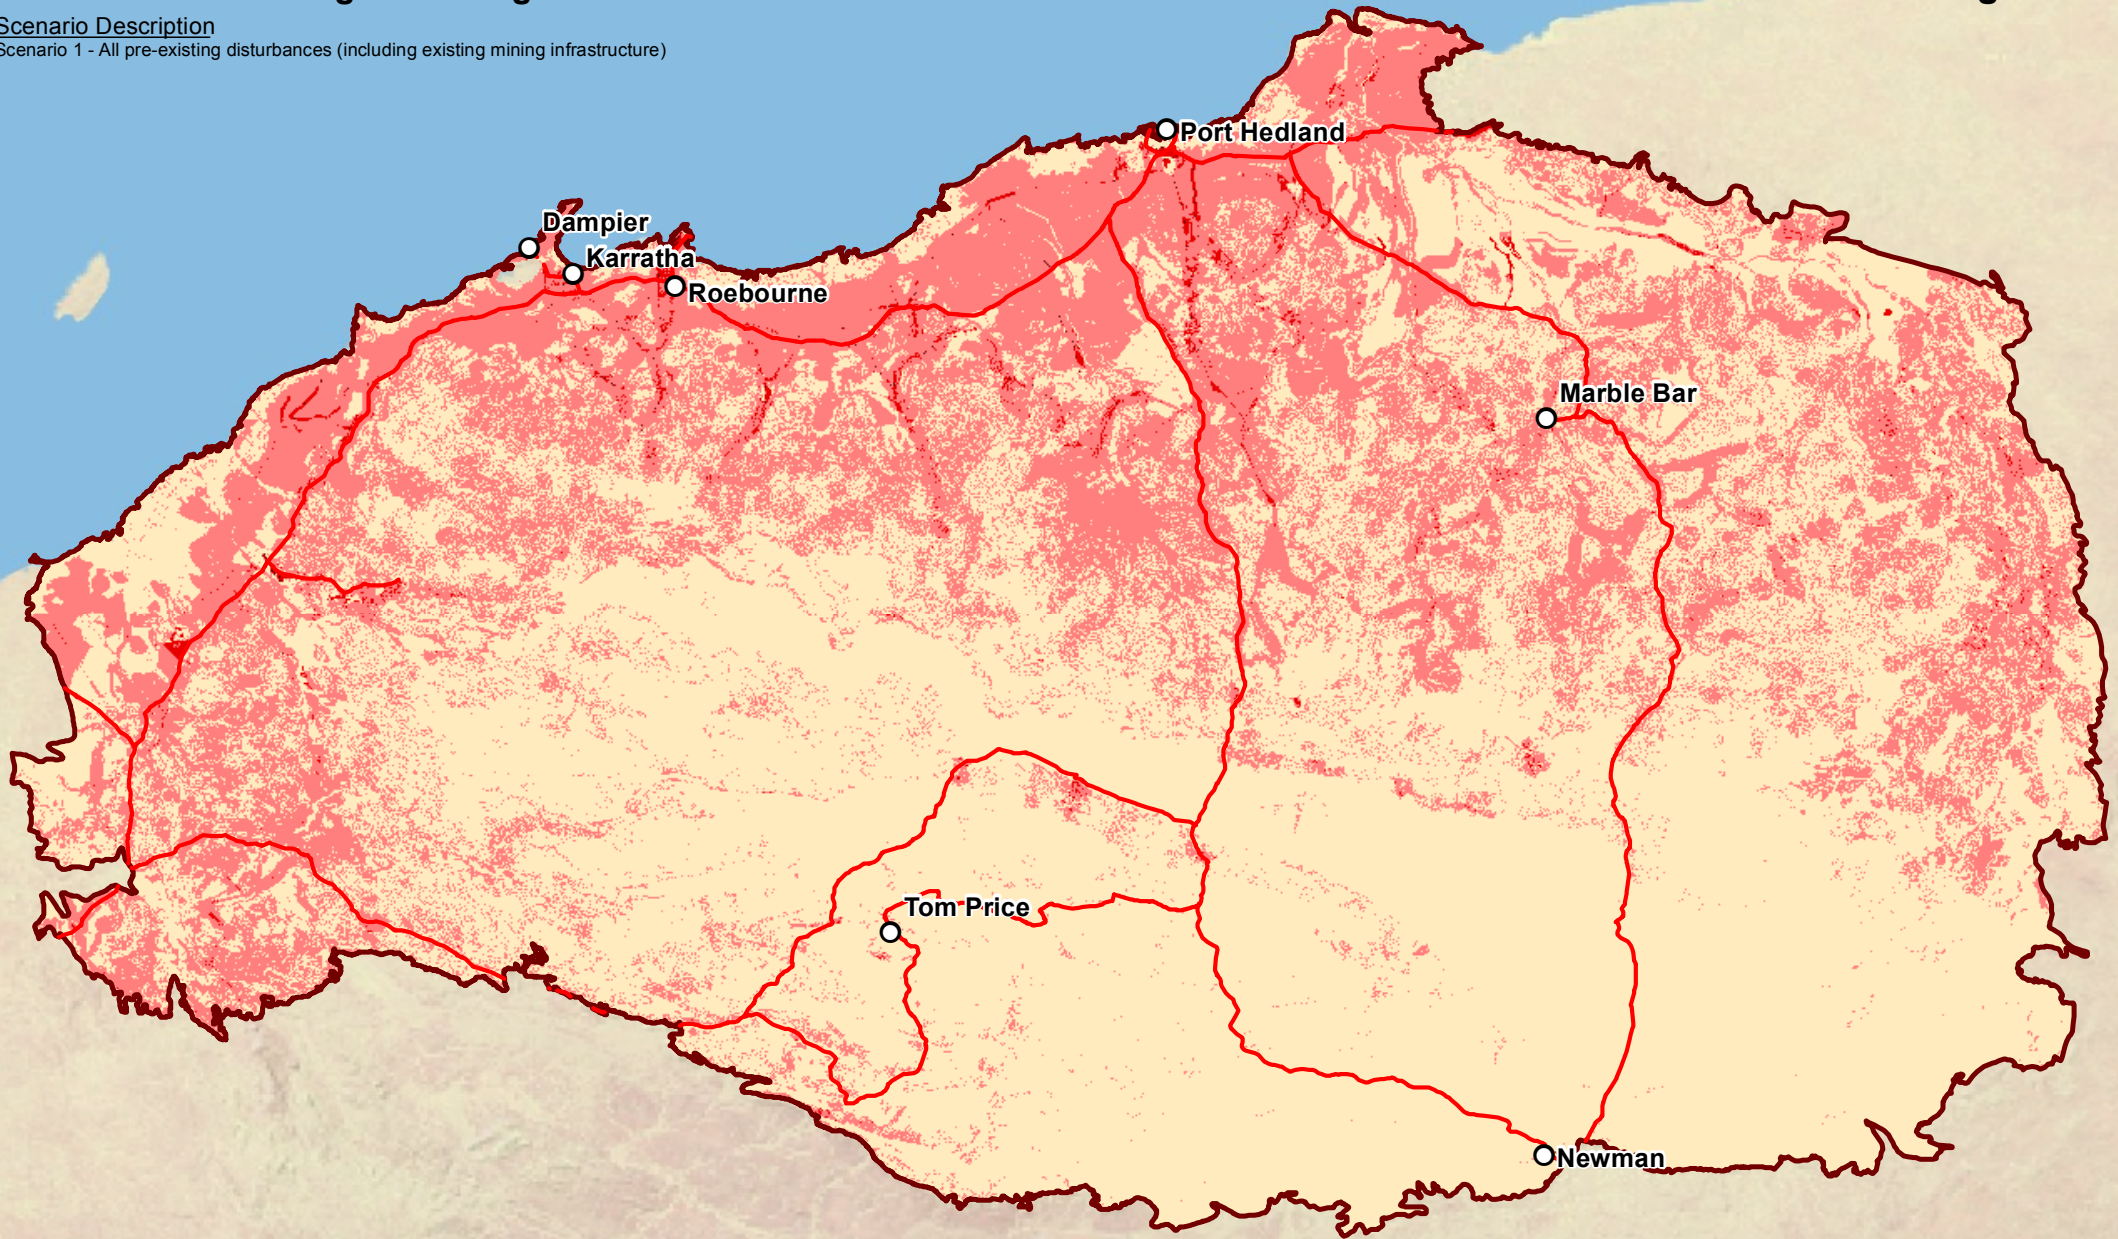 Scenario Description
Scenario 1 - All pre-existing disturbances (including existing mining infrastructure)
Port Hedland
Dampier
Karratha
Roebourne
Marble Bar
Tom Price
Newman